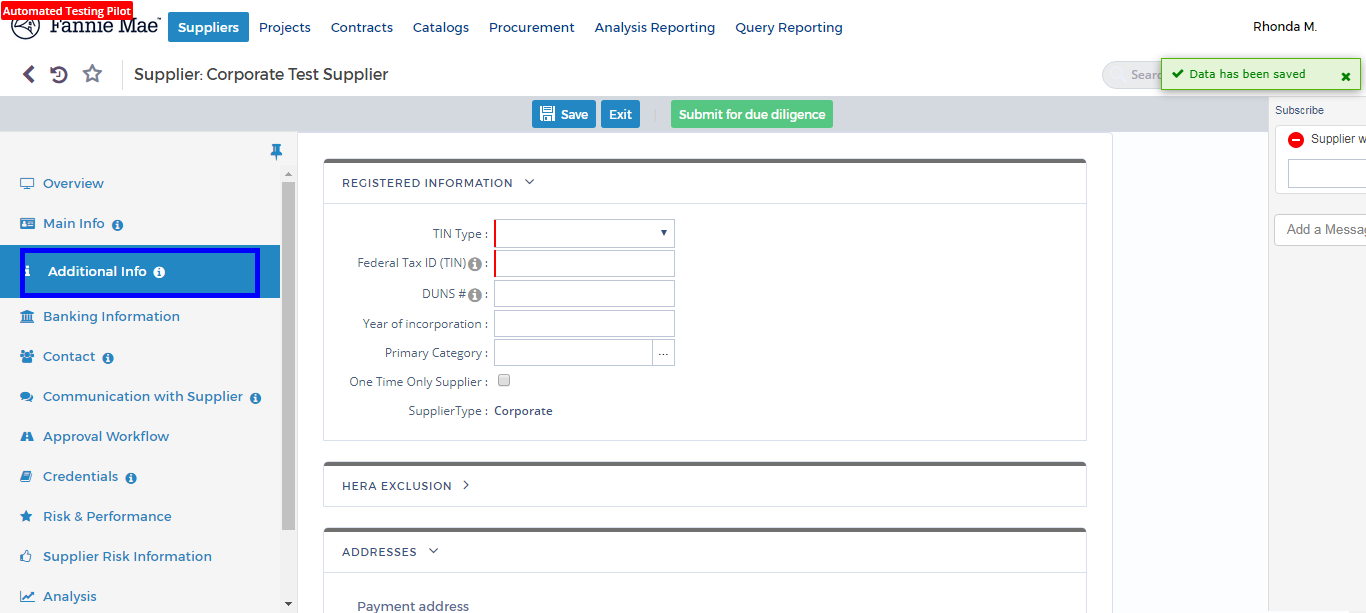 Automated Testing Pilot
Fannie Mae
Suppliers Projects Contracts Catalogs Procurement Analysis Reporting Query Reporting
Rhonda M.
Supplier: Corporate Test Supplier
Searc
Data has been saved
Save Exit Submit for due diligence
Subscribe
Supplier w
Add a Messag
Overview
Main Info
Additional Info
Banking Information
Contact
Communication with Supplier
Approval Workflow
Credentials
Risk & Performance
Supplier Risk Information
Analysis
REGISTERED INFORMATION
TIN Type :
Federal Tax ID (TIN) :
DUNS # :
Year of incorporation :
Primary Category : ...
One Time Only Supplier :
SupplierType : Corporate
HERA EXCLUSION
ADDRESSES
Payment address